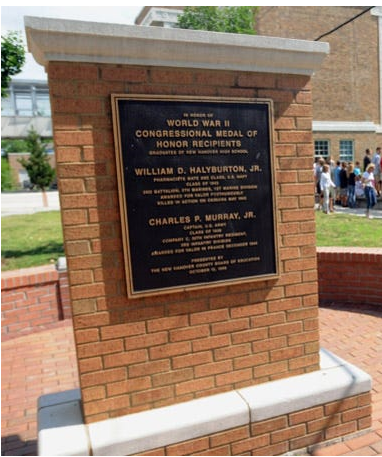 IN HONOR OF
WORLD WAR II
CONGRESSIONAL MEDAL OF
HONOR RECIPIENTS
GRADUATES OF NEW HANOVER HIGH SCHOOL
WILLIAM D. HALYBURTON, JR.
PHARMACIST'S MATE 2ND CLASS, U.S. NAVY
CLASS OF 1943
2ND BATTALION, 5TH MARINES, 1ST MARINE DIVISION
AWARDED FOR VALOR POSTHUMOUSLY
KILLED IN ACTION ON OKINAWA MAY 1945
CHARLES P. MURRAY, JR.
CAPTAIN, U.S. ARMY
CLASS OF 1938
COMPANY C, 30TH INFANTRY REGIMENT,
3RD INFANTRY DIVISION
AWARDED FOR VALOR IN FRANCE DECEMBER 1944
PRESENTED BY
THE NEW HANOVER COUNTY BOARD OF EDUCATION
OCTOBER